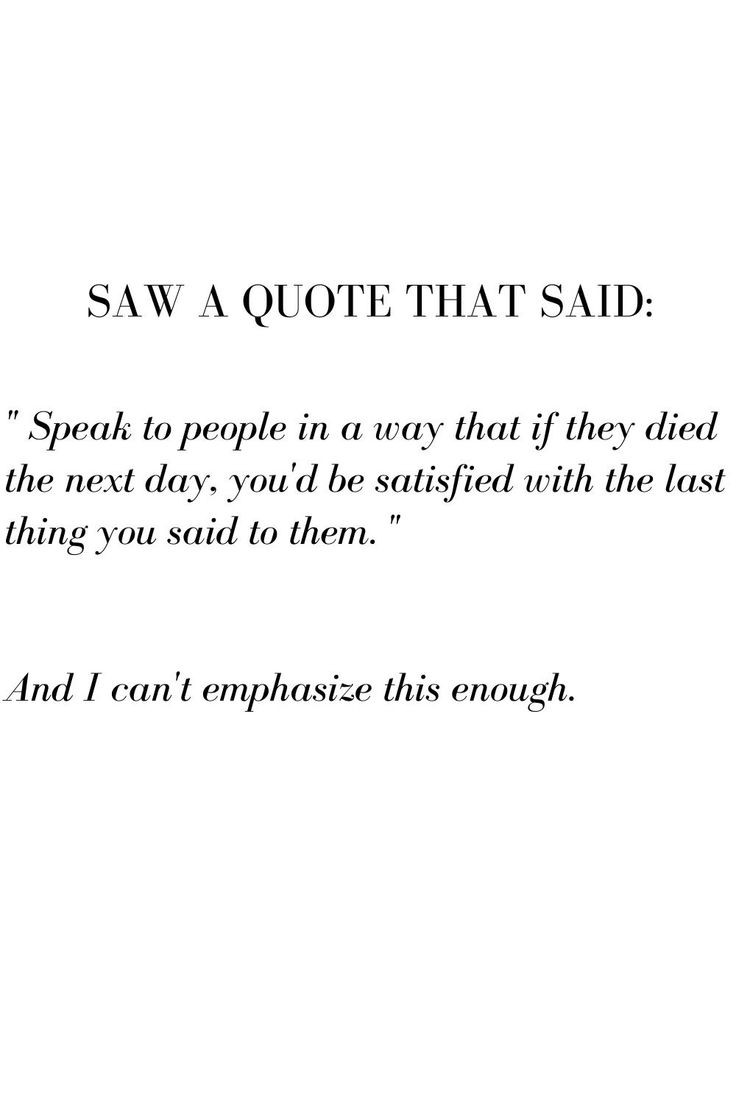 SAW A QUOTE THAT SAID:
" Speak to people in a way that if they died
the next day, you'd be satisfied with the last
thing you said to them. "
And I can't emphasize this enough.